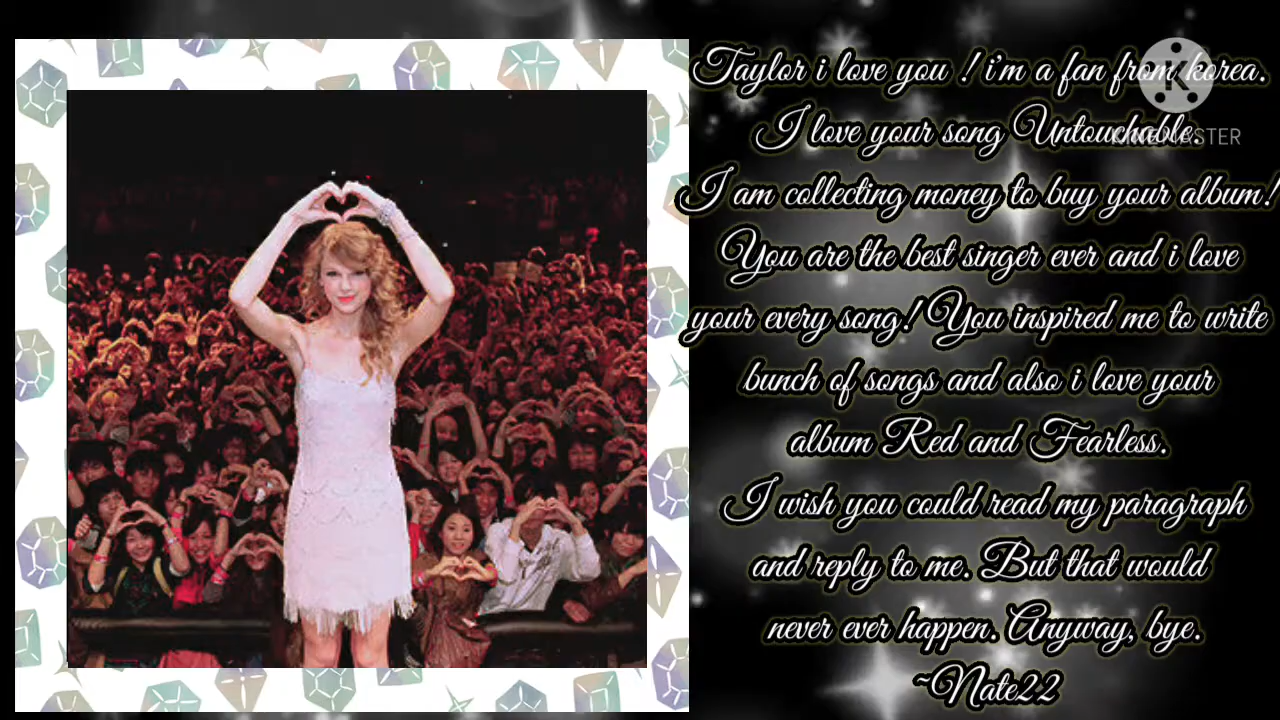 Taylor i love you ! i'm a fan from korea.
I love your song Untouchable.
KINEMASTER
I am collecting money to buy your album!
You are the best singer ever and i love
your every song! You inspired me to write
bunch of songs and also i love your
album Red and Fearless.
I wish you could read my paragraph
and reply to me. But that would
never ever happen. Anyway, bye.
~Nate22